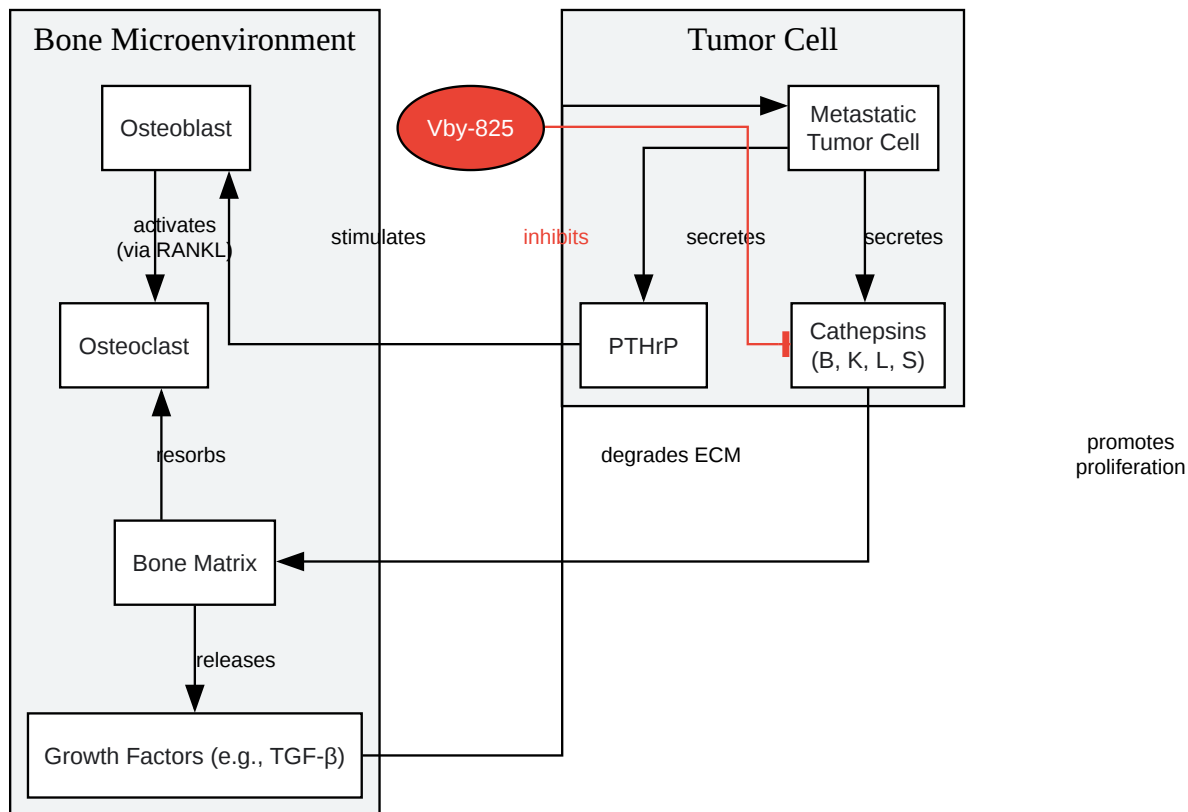 Bone Microenvironment
Tumor Cell
Osteoblast
Vby-825
Metastatic
Tumor Cell
activates
(via RANKL)
stimulates
inhibits
secretes
secretes
Osteoclast
PTHrP
Cathepsins
(B, K, L, S)
resorbs
degrades ECM
promotes
proliferation
Bone Matrix
releases
Growth Factors (e.g., TGF-β)